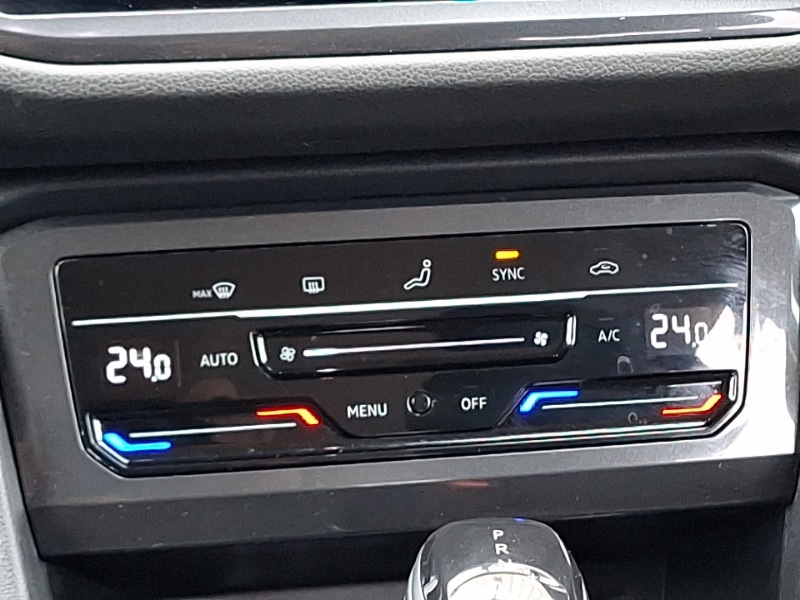 MAX
SYNC
24.0 AUTO A/C 24.0
MENU OFF
P
R
N